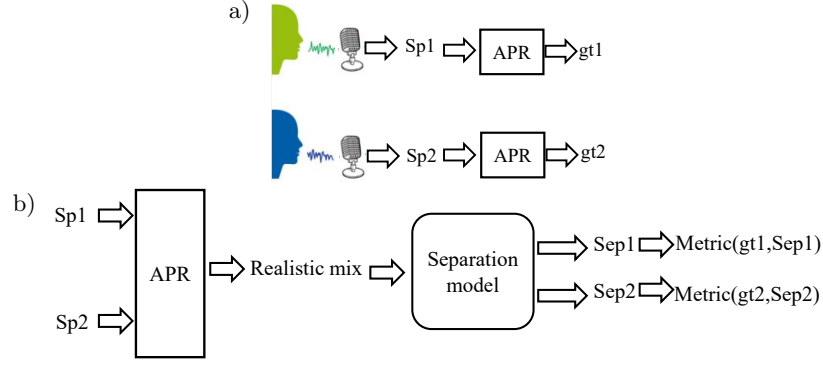 a)
Sp1 APR gt1
Sp2 APR gt2
b)
Sp1
Sp2
APR
Realistic mix
Separation
model
Sep1 Metric(gt1,Sep1)
Sep2 Metric(gt2,Sep2)